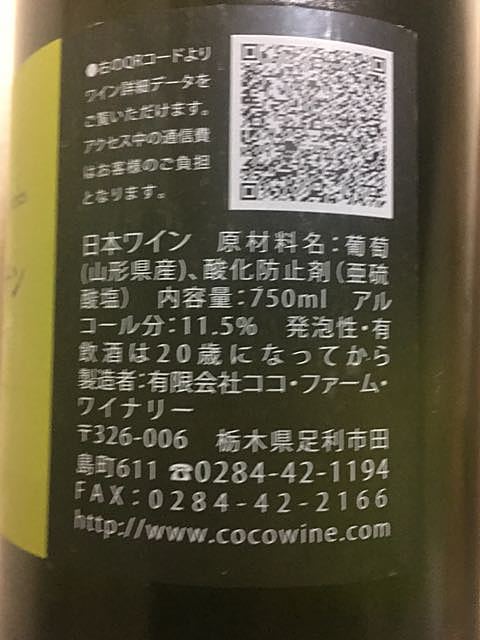 ●右のQRコードより
ワイン詳細データを
ご覧いただけます。
アクセス中の通信費
はお客様のご負担
となります。
日本ワイン　原材料名：葡萄
(山形県産)、酸化防止剤（亜硫
酸塩）　内容量：750ml　アル
コール分：11.5%　発泡性・有
飲酒は20歳になってから
製造者：有限会社ココ・ファーム・
ワイナリー
〒326-006　栃木県足利市田
島町611 ☎0284-42-1194
FAX：0284-42-2166
http://www.cocowine.com
ーン